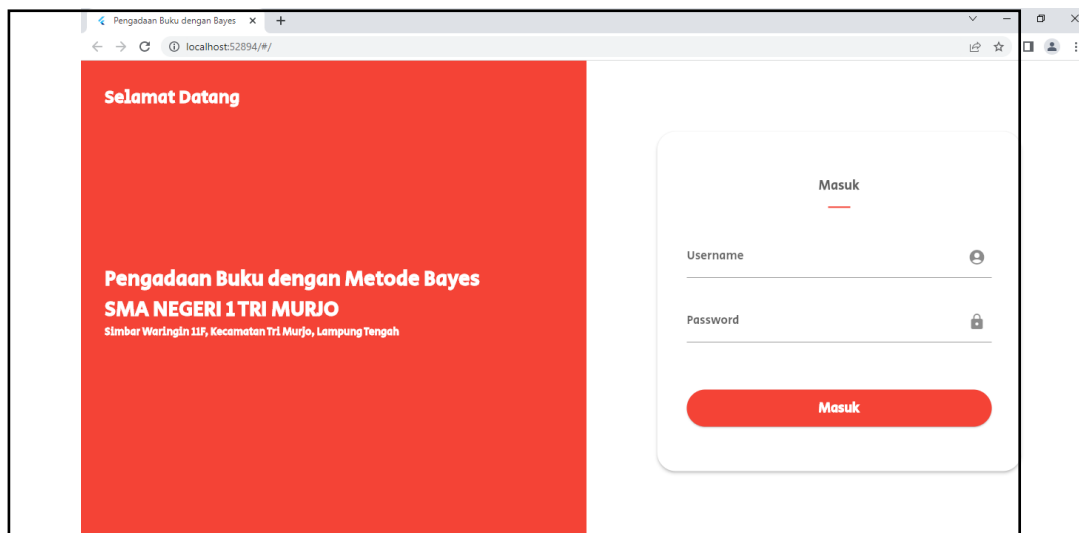 Pengadaan Buku dengan Bayes
localhost:52894/#/
Selamat Datang
Pengadaan Buku dengan Metode Bayes
SMA NEGERI 1 TRI MURJO
Simbar Waringin 11F, Kecamatan Tri Murjo, Lampung Tengah
Masuk
Username
Password
Masuk